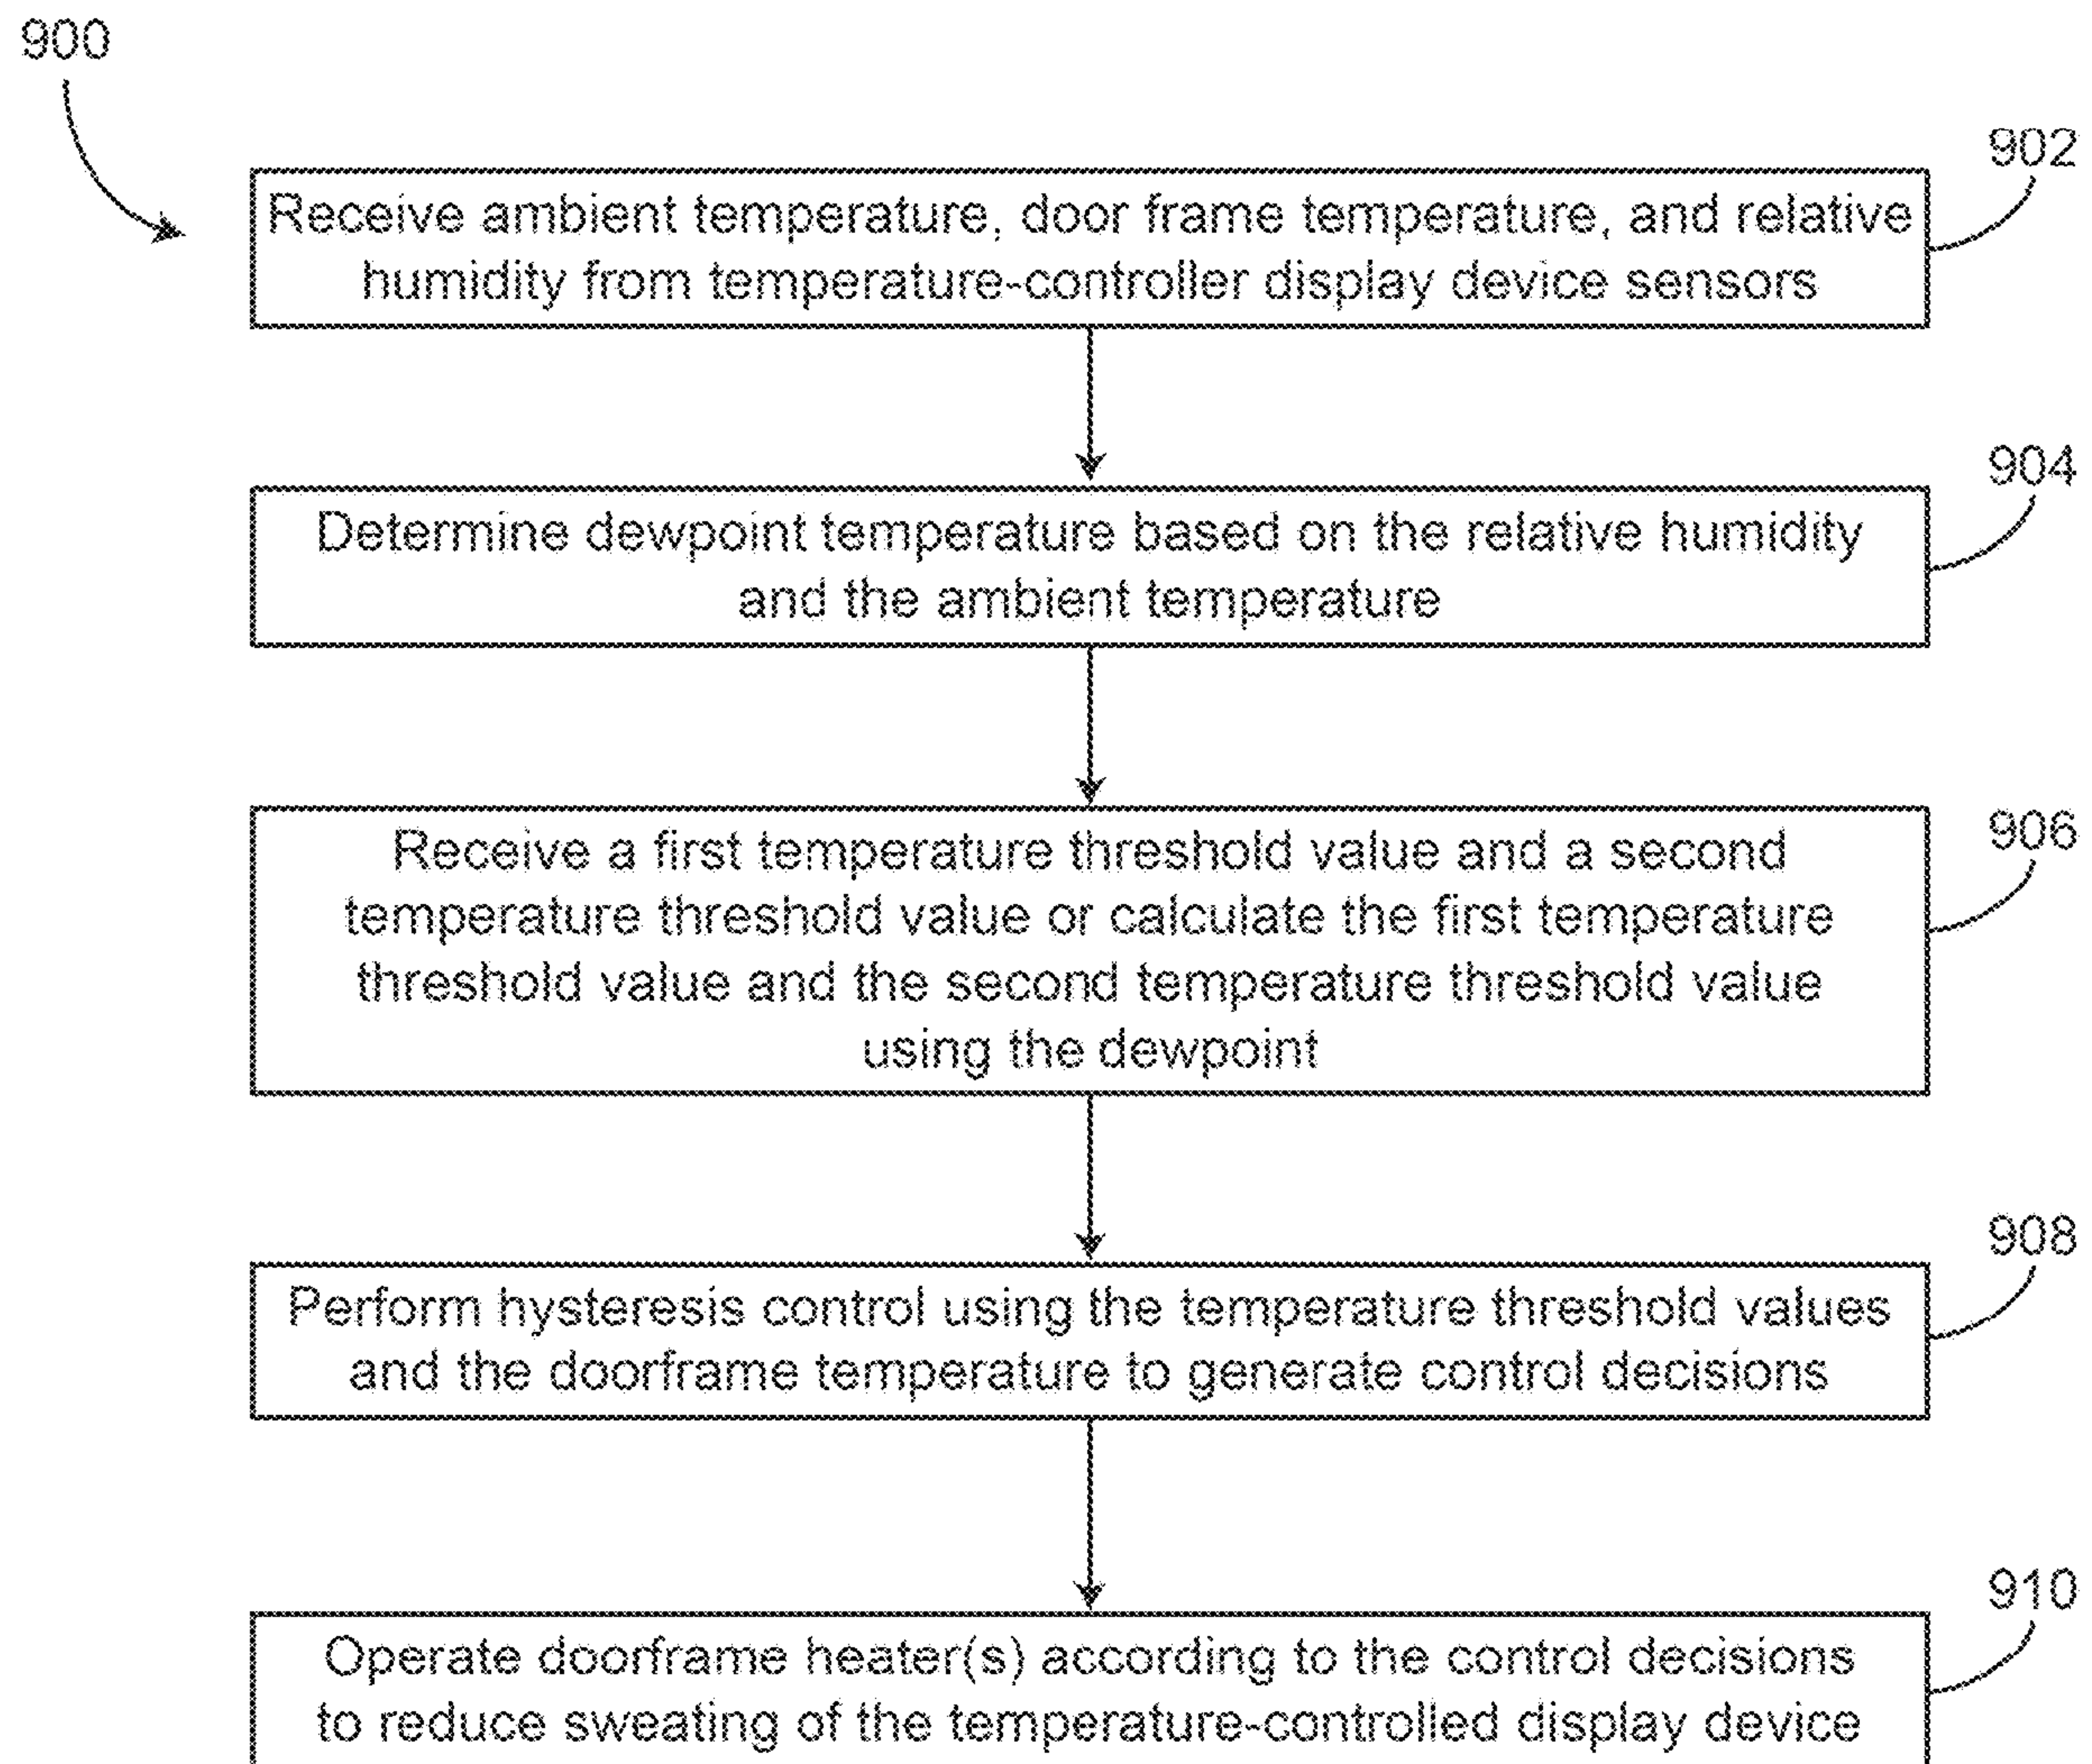 900
902
Receive ambient temperature, door frame temperature, and relative
humidity from temperature-controller display device sensors
904
Determine dewpoint temperature based on the relative humidity
and the ambient temperature
906
Receive a first temperature threshold value and a second
temperature threshold value or calculate the first temperature
threshold value and the second temperature threshold value
using the dewpoint
908
Perform hysteresis control using the temperature threshold values
and the doorframe temperature to generate control decisions
910
Operate doorframe heater(s) according to the control decisions
to reduce sweating of the temperature-controlled display device